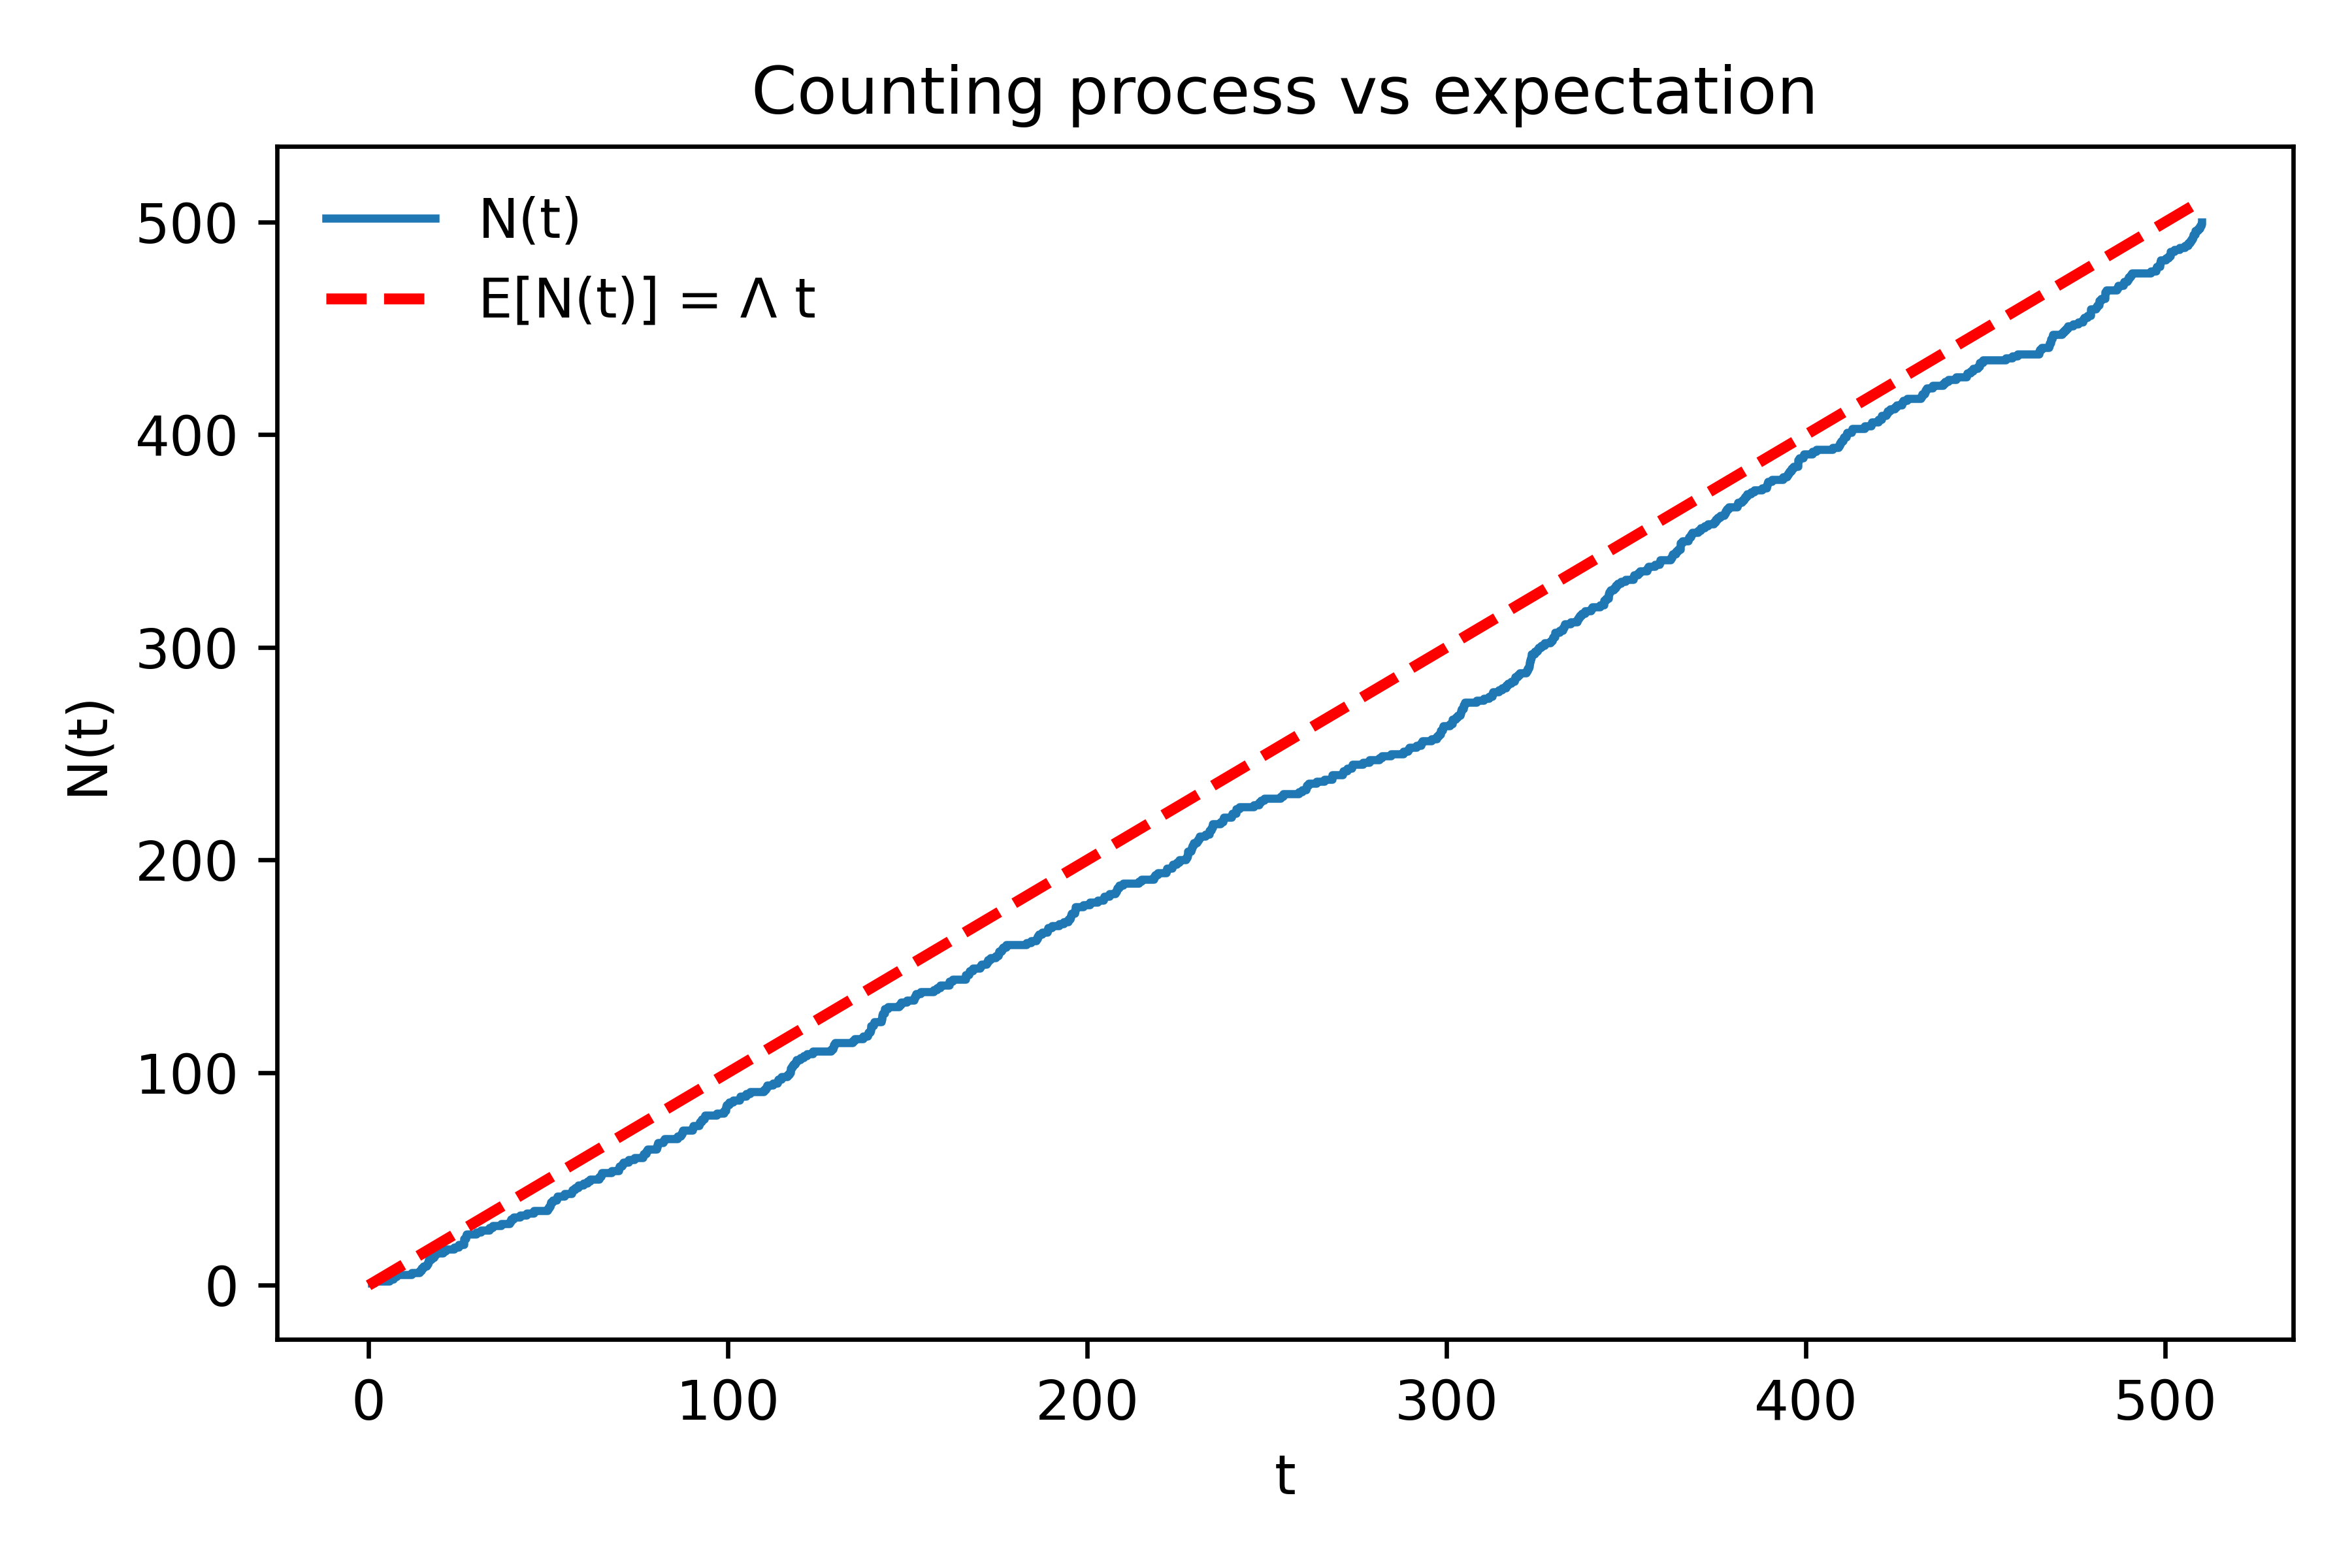 Counting process vs expectation
N(t)
E[N(t)] = Λ t
500
400
300
200
100
0
N(t)
0 100 200 300 400 500
t